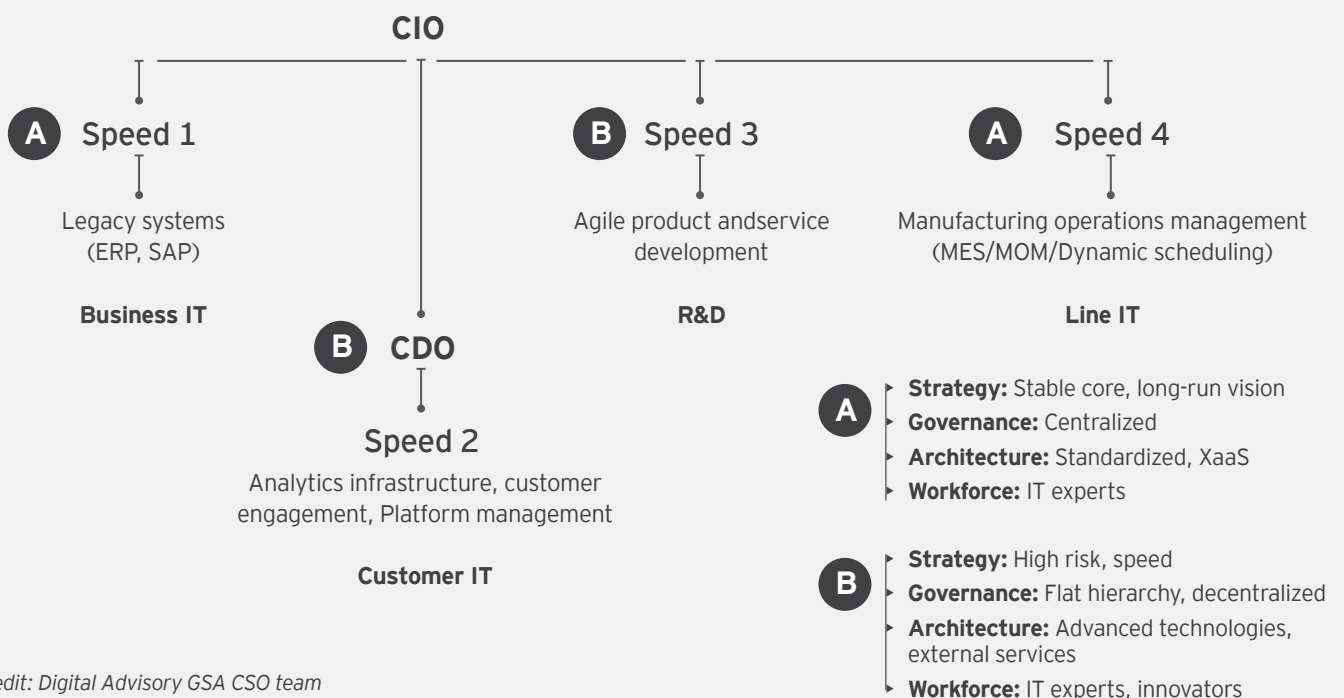 CIO
A Speed 1
Legacy systems
(ERP, SAP)
Business IT
B CDO
Speed 2
Analytics infrastructure, customer
engagement, Platform management
Customer IT
B Speed 3
Agile product andservice
development
R&D
A Speed 4
Manufacturing operations management
(MES/MOM/Dynamic scheduling)
Line IT
A
Strategy: Stable core, long-run vision
Governance: Centralized
Architecture: Standardized, XaaS
Workforce: IT experts
B
Strategy: High risk, speed
Governance: Flat hierarchy, decentralized
Architecture: Advanced technologies,
external services
Workforce: IT experts, innovators
edit: Digital Advisory GSA CSO team